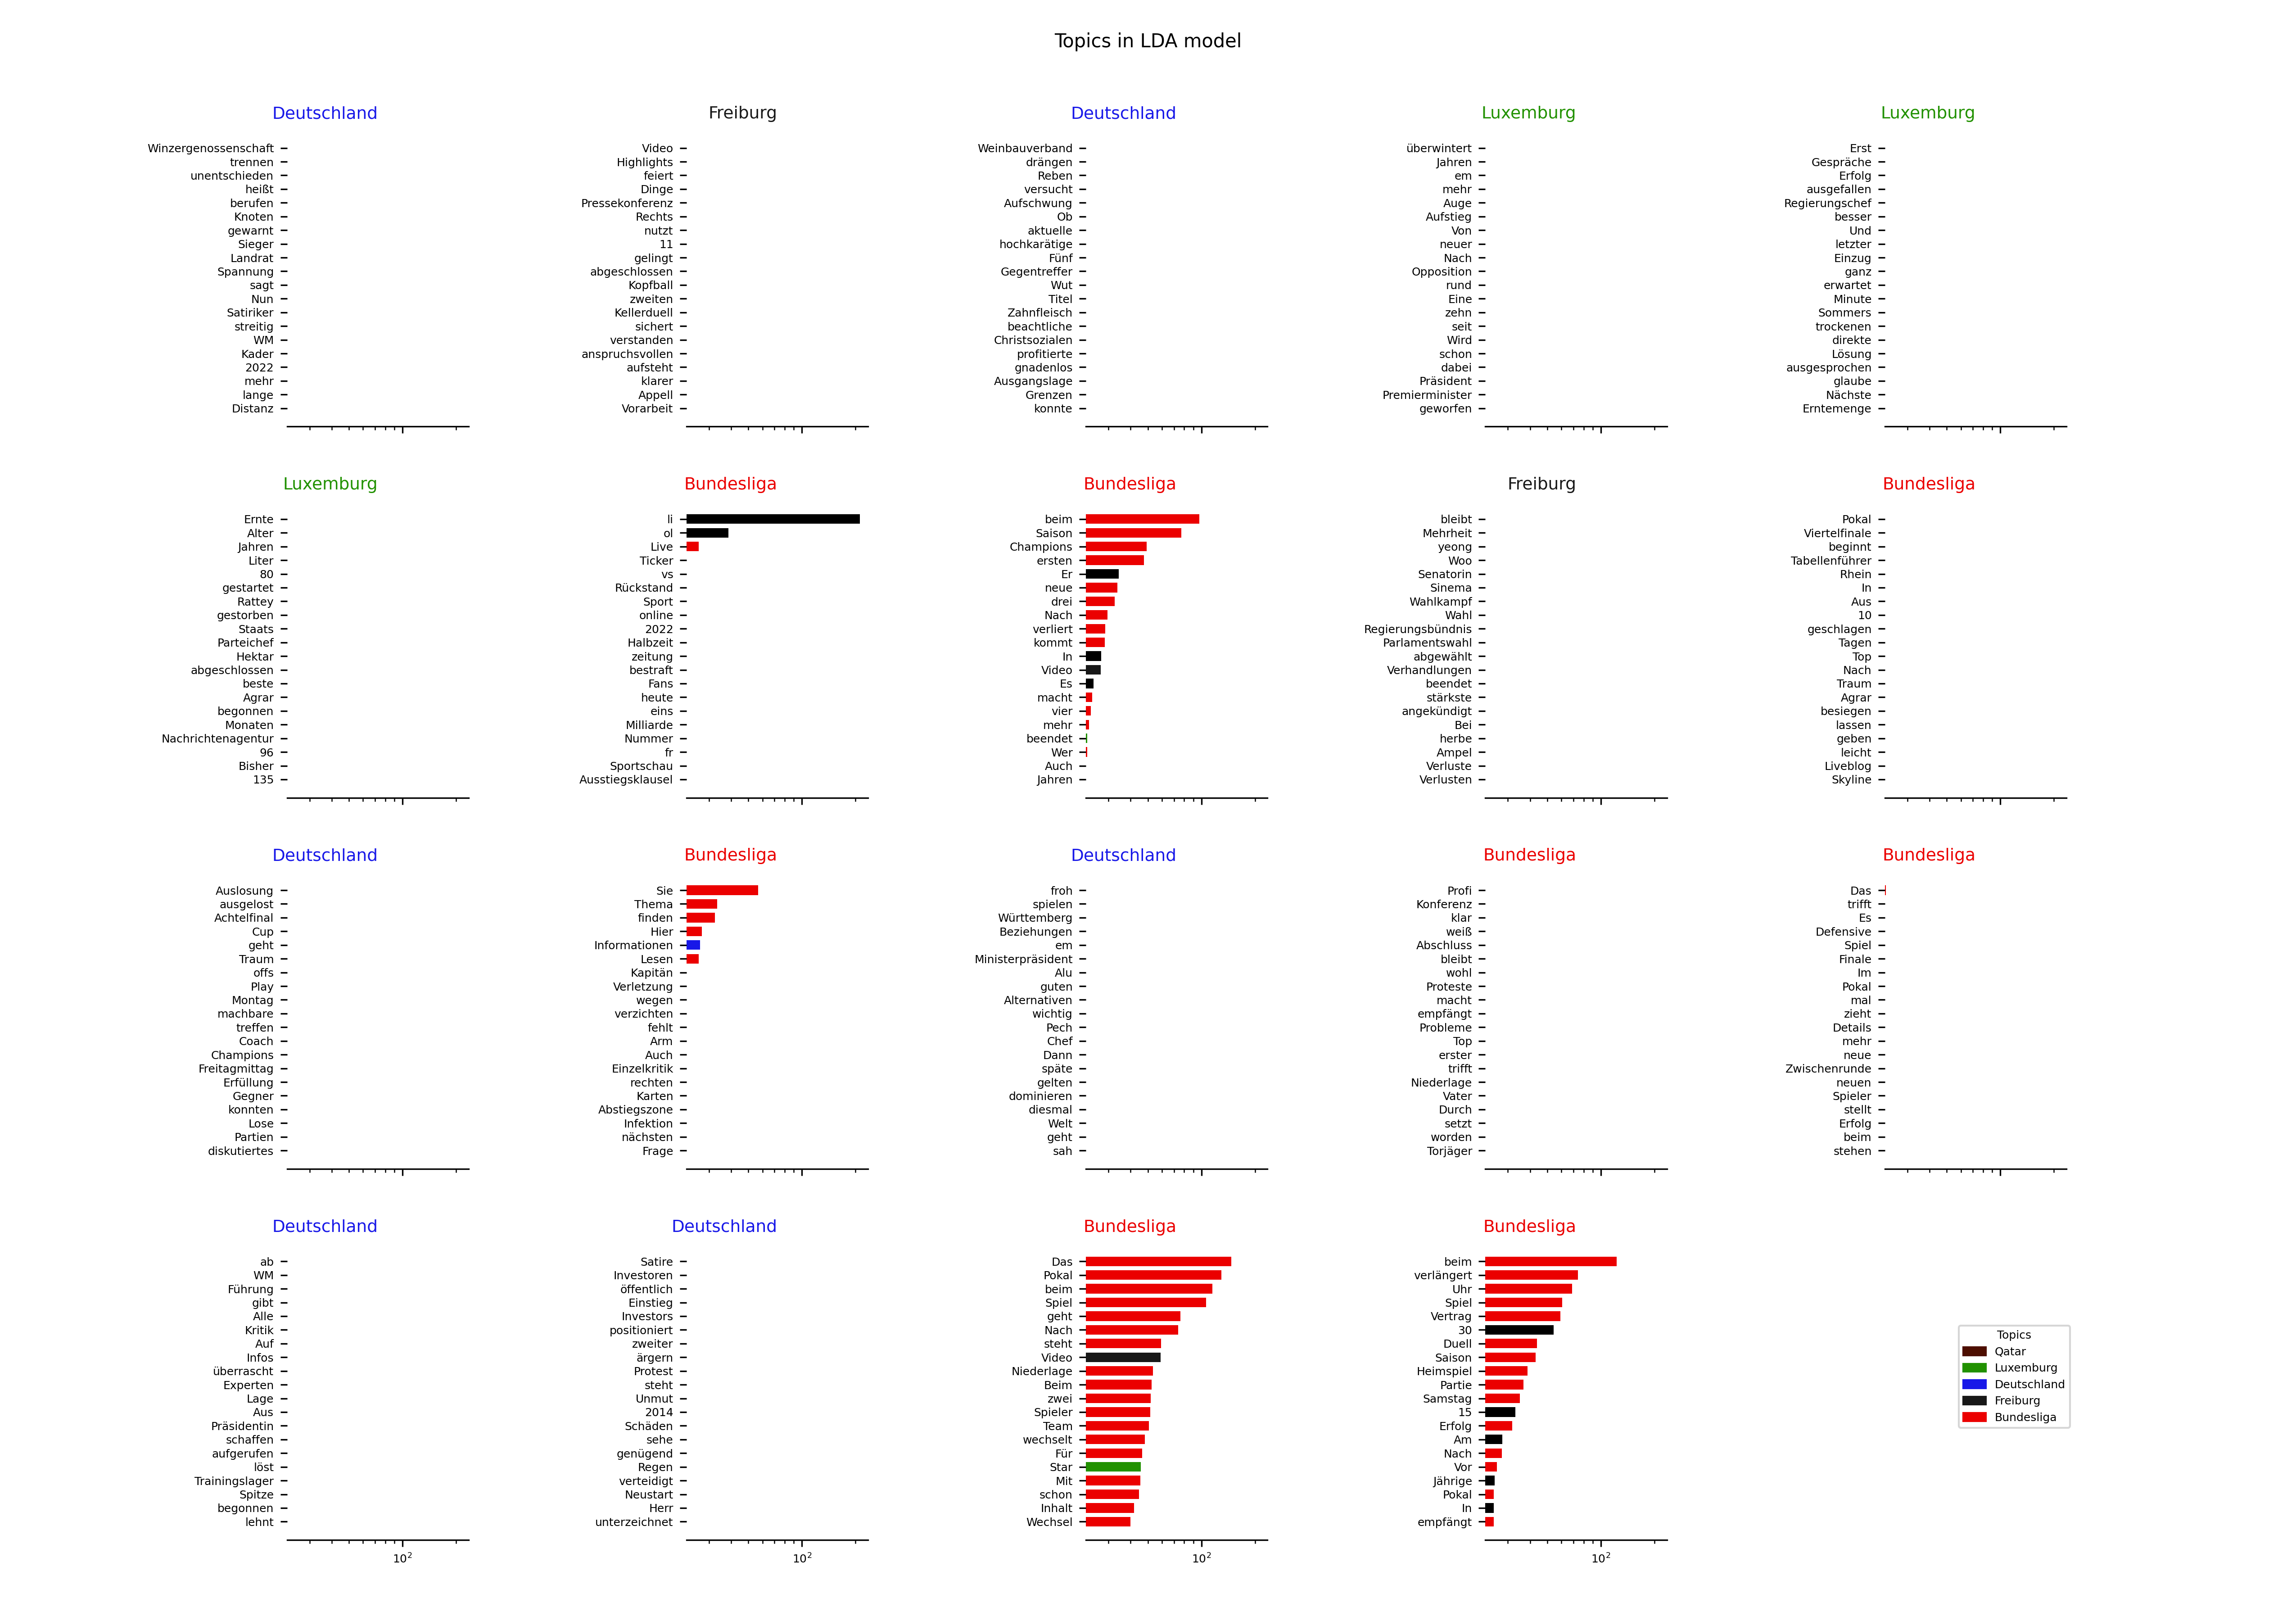 Topics in LDA model
Deutschland
Winzergenossenschaft
trennen
unentschieden
heißt
berufen
Knoten
gewarnt
Sieger
Landrat
Spannung
sagt
Nun
Satiriker
streitig
WM
Kader
2022
mehr
lange
Distanz
Freiburg
Video
Highlights
feiert
Dinge
Pressekonferenz
Rechts
nutzt
11
gelingt
abgeschlossen
Kopfball
zweiten
Kellerduell
sichert
verstanden
anspruchsvollen
aufsteht
klarer
Appell
Vorarbeit
Deutschland
Weinbauverband
drängen
Reben
versucht
Aufschwung
Ob
aktuelle
hochkarätige
Fünf
Gegentreffer
Wut
Titel
Zahnfleisch
beachtliche
Christsozialen
profitierte
gnadenlos
Ausgangslage
Grenzen
konnte
Luxemburg
überwintert
Jahren
em
mehr
Auge
Aufstieg
Von
neuer
Nach
Opposition
rund
Eine
zehn
seit
Wird
schon
dabei
Präsident
Premierminister
geworfen
Luxemburg
Erst
Gespräche
Erfolg
ausgefallen
Regierungschef
besser
Und
letzter
Einzug
ganz
erwartet
Minute
Sommers
trockenen
direkte
Lösung
ausgesprochen
glaube
Nächste
Erntemenge
Luxemburg
Ernte
Alter
Jahren
Liter
80
gestartet
Rattey
gestorben
Staats
Parteichef
Hektar
abgeschlossen
beste
Agrar
begonnen
Monaten
Nachrichtenagentur
96
Bisher
135
Bundesliga
li
ol
Live
Ticker
vs
Rückstand
Sport
online
2022
Halbzeit
zeitung
bestraft
Fans
heute
eins
Milliarde
Nummer
fr
Sportschau
Ausstiegsklausel
Bundesliga
beim
Saison
Champions
ersten
Er
neue
drei
Nach
verliert
kommt
In
Video
Es
macht
vier
mehr
beendet
Wer
Auch
Jahren
Freiburg
bleibt
Mehrheit
yeong
Woo
Senatorin
Sinema
Wahlkampf
Wahl
Regierungsbündnis
Parlamentswahl
abgewählt
Verhandlungen
beendet
stärkste
angekündigt
Bei
herbe
Ampel
Verluste
Verlusten
Bundesliga
Pokal
Viertelfinale
beginnt
Tabellenführer
Rhein
In
Aus
10
geschlagen
Tagen
Top
Nach
Traum
Agrar
besiegen
lassen
geben
leicht
Liveblog
Skyline
Deutschland
Auslosung
ausgelost
Achtelfinal
Cup
geht
Traum
offs
Play
Montag
machbare
treffen
Coach
Champions
Freitagmittag
Erfüllung
Gegner
konnten
Lose
Partien
diskutiertes
Bundesliga
Sie
Thema
finden
Hier
Informationen
Lesen
Kapitän
Verletzung
wegen
verzichten
fehlt
Arm
Auch
Einzelkritik
rechten
Karten
Abstiegszone
Infektion
nächsten
Frage
Deutschland
froh
spielen
Württemberg
Beziehungen
em
Ministerpräsident
Alu
guten
Alternativen
wichtig
Pech
Chef
Dann
späte
gelten
dominieren
diesmal
Welt
geht
sah
Bundesliga
Profi
Konferenz
klar
weiß
Abschluss
bleibt
wohl
Proteste
macht
empfängt
Probleme
Top
erster
trifft
Niederlage
Vater
Durch
setzt
worden
Torjäger
Bundesliga
Das
trifft
Es
Defensive
Spiel
Finale
Im
Pokal
mal
zieht
Details
mehr
neue
Zwischenrunde
neuen
Spieler
stellt
Erfolg
beim
stehen
Deutschland
ab
WM
Führung
gibt
Alle
Kritik
Auf
Infos
überrascht
Experten
Lage
Aus
Präsidentin
schaffen
aufgerufen
löst
Trainingslager
Spitze
begonnen
lehnt
10²
Deutschland
Satire
Investoren
öffentlich
Einstieg
Investors
positioniert
zweiter
ärgern
Protest
steht
Unmut
2014
Schäden
sehe
genügend
Regen
verteidigt
Neustart
Herr
unterzeichnet
10²
Bundesliga
Das
Pokal
beim
Spiel
geht
Nach
steht
Video
Niederlage
Beim
zwei
Spieler
Team
wechselt
Für
Star
Mit
schon
Inhalt
Wechsel
10²
Bundesliga
beim
verlängert
Uhr
Spiel
Vertrag
30
Duell
Saison
Heimspiel
Partie
Samstag
15
Erfolg
Am
Nach
Vor
Jährige
Pokal
In
empfängt
10²
Topics
Qatar
Luxemburg
Deutschland
Freiburg
Bundesliga